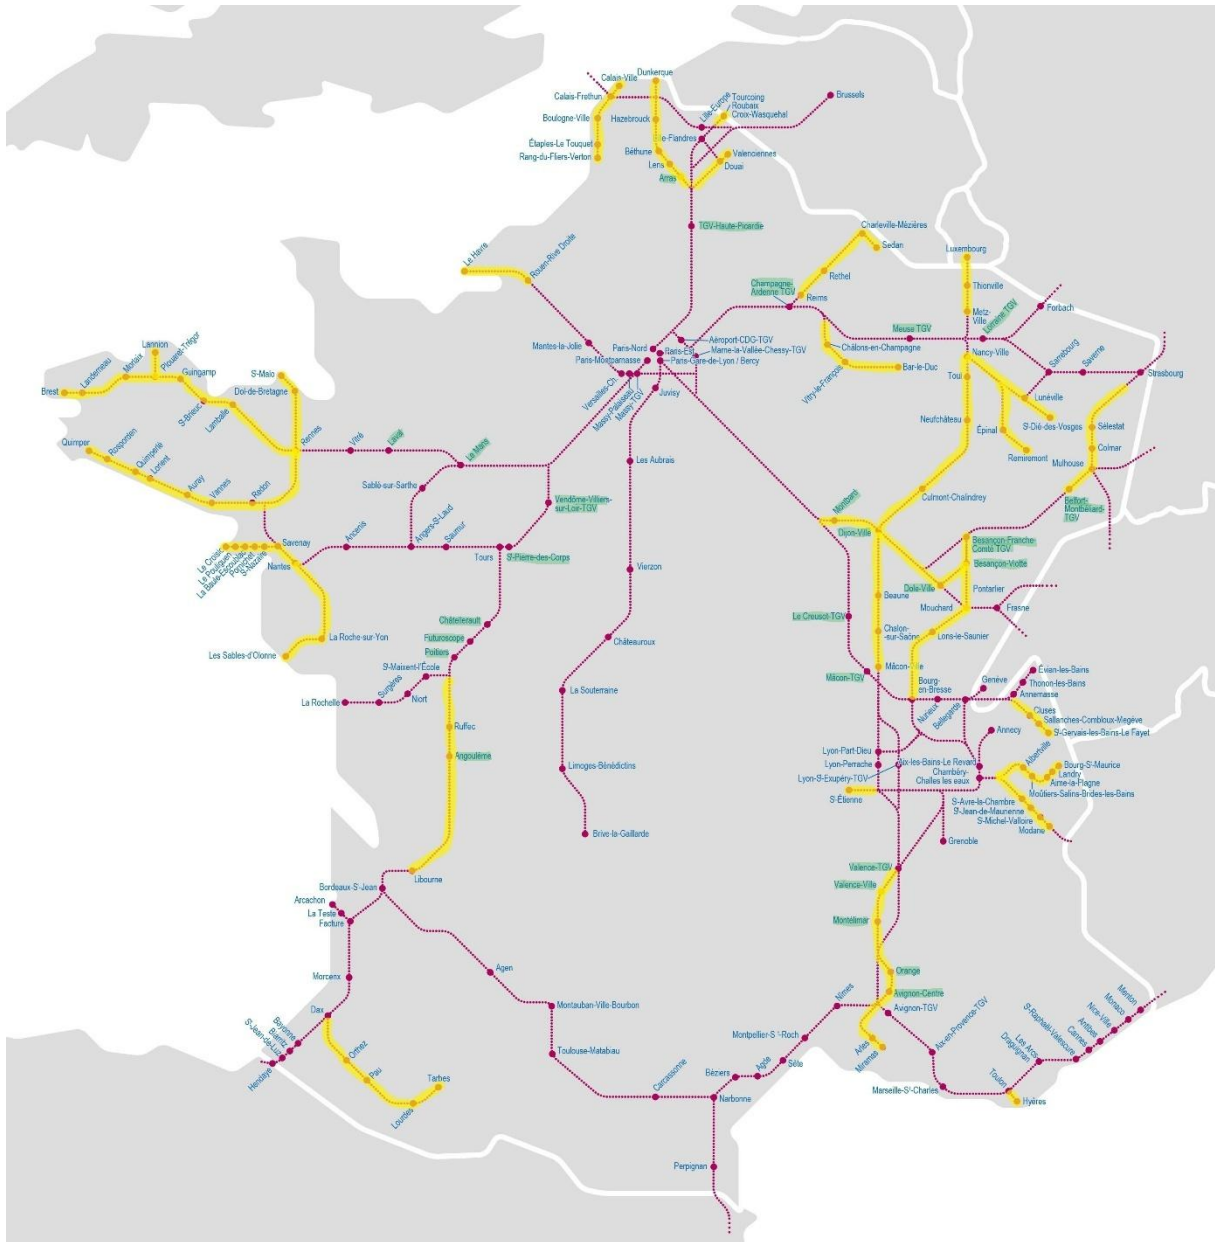 Dunkerque
Calais-Ville
Calais-Frethun
Tourcoing
Roubaix
Croix-Wasquehal
Brussels
Lille-Europe
Boulogne-Ville
Hazebrouck
Étaples-Le Touquet
Béthune
Valenciennes
Rang-du-Fliers-Verton
Lens
Douai
Arras
TGV-Haute-Picardie
Charleville-Mézières
Sedan
Luxembourg
Le Havre
Rouen-Rive Droite
Rethel
Champagne-
Ardenne TGV
Reims
Thionville
Metz-
Ville
Forbach
Lorraine TGV
Meuse TGV
Aéroport-CDG-TGV
Mantes-la-Jolie
Paris-Nord
Paris-Est
Marne-la-Vallée-Chessy-TGV
Paris-Montparnasse
Paris-Gare-de-Lyon / Bercy
Châlons-en-Champagne
Vitry-le-François
Bar-le-Duc
Nancy-Ville
Toul
Sarrebourg
Saverne
Strasbourg
Versailles-Ch.
Massy-Palaiseau
Massy-TGV
Juvisy
Lannion
Plouaret-Trégor
Morlaix
Landerneau
Brest
Guingamp
St-Brieuc
Lamballe
St-Malo
Dol-de-Bretagne
Rennes
Vitré
Laval
Le Mans
Lunéville
St-Dié-des-Vosges
Neufchâteau
Épinal
Remiremont
Sélestat
Colmar
Mulhouse
Quimper
Rosporden
Quimperlé
Lorient
Auray
Vannes
Redon
Sablé-sur-Sarthe
Les Aubrais
Culmont-Chalindrey
Belfort-
Montbéliard-
TGV
Vendôme-Villiers-
sur-Loir-TGV
Montbard
Dijon-Ville
Savenay
Ancenis
Angers-St-Laud
Saumur
Tours
St-Pierre-des-Corps
Besançon-Franche-
Comté TGV
Besançon-Viotte
Le Croisic
Le Pouliguen
La Baule-Escoublac
Pornichet
St-Nazaire
Nantes
Vierzon
Dole-Ville
Pontarlier
Beaune
Mouchard
Frasne
Le Creusot-TGV
Châtellerault
Futuroscope
Poitiers
La Roche-sur-Yon
Les Sables-d'Olonne
Châteauroux
Chalon-
sur-Saône
Lons-le-Saunier
St-Maixent-l'École
Mâcon-Ville
Mâcon-TGV
Bourg-
en-Bresse
Genève
Évian-les-Bains
Thonon-les-Bains
Annemasse
Surgères
Niort
La Rochelle
La Souterraine
Nurieux
Bellegarde
Cluses
Sallanches-Combloux-Megève
St-Gervais-les-Bains-Le Fayet
Ruffec
Angoulême
Annecy
Lyon-Part-Dieu
Lyon-Perrache
Aix-les-Bains-Le Revard
Chambéry-
Challes les eaux
Lyon-St-Exupéry-TGV
St-Étienne
Albertville
Bourg-St-Maurice
Landry
Aime-la-Plagne
Moûtiers-Salins-Brides-les-Bains
Limoges-Bénédictins
St-Avre-la-Chambre
St-Jean-de-Maurienne
St-Michel-Valloire
Modane
Brive-la-Gaillarde
Grenoble
Libourne
Valence-TGV
Valence-Ville
Bordeaux-St-Jean
Arcachon
La Teste
Facture
Montélimar
Morcenx
Agen
Orange
Avignon-Centre
Montauban-Ville-Bourbon
Nîmes
Avignon-TGV
Dax
Bayonne
Biarritz
St-Jean-de-Luz
Hendaye
Orthez
Pau
Lourdes
Tarbes
Toulouse-Matabiau
Carcassonne
Béziers
Agde
Sète
Montpellier-St-Roch
Narbonne
Arles
Miramas
Aix-en-Provence-TGV
Marseille-St-Charles
Toulon
Hyères
Les Arcs
Draguignan
St-Raphaël-Valescure
Cannes
Antibes
Nice-Ville
Monaco
Menton
Perpignan